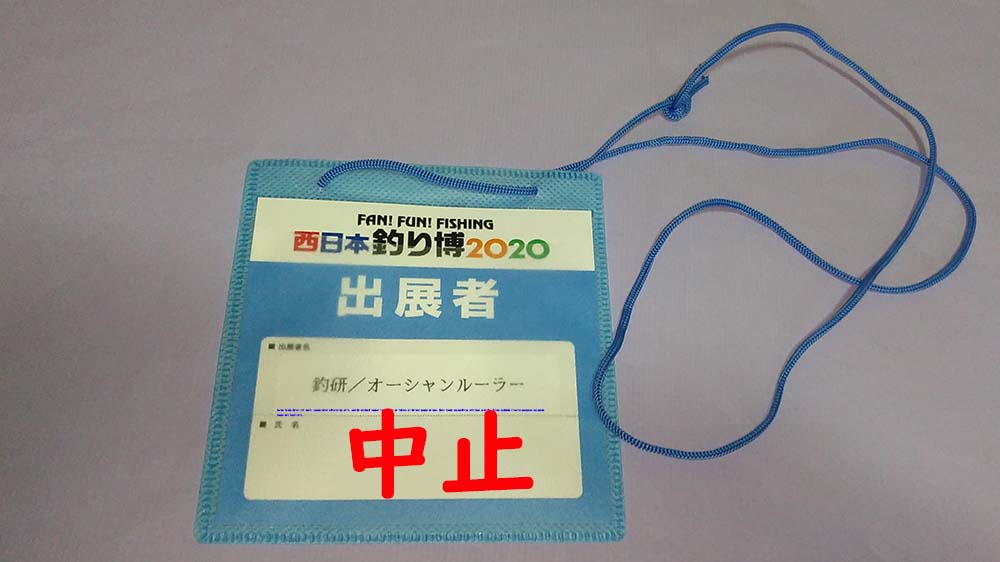 FAN! FUN! FISHING
西日本釣り博2020
出展者
■ 出展者名
釣研／オーシャンルーラー
■ 氏 名
中止